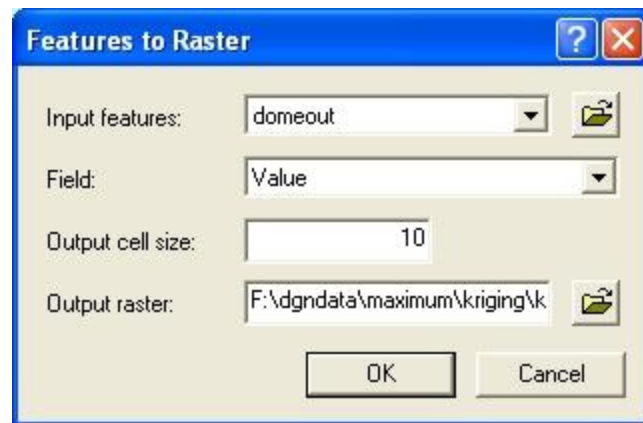 Features to Raster
Input features: domeout
Field: Value
Output cell size: 10
Output raster: F:\dgndata\maximum\kriging\k
OK Cancel